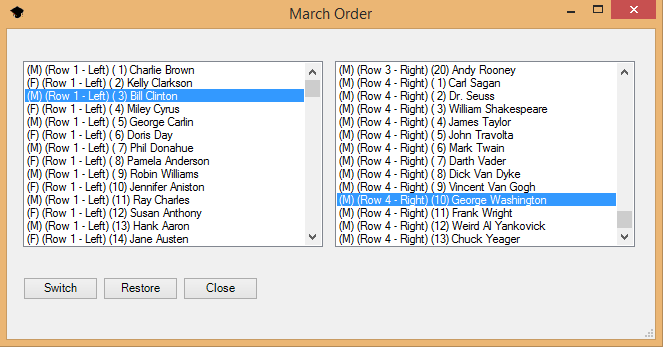 March Order
(M) (Row 1 - Left) ( 1) Charlie Brown
(F) (Row 1 - Left) ( 2) Kelly Clarkson
(M) (Row 1 - Left) ( 3) Bill Clinton
(F) (Row 1 - Left) ( 4) Miley Cyrus
(M) (Row 1 - Left) ( 5) George Carlin
(F) (Row 1 - Left) ( 6) Doris Day
(M) (Row 1 - Left) ( 7) Phil Donahue
(F) (Row 1 - Left) ( 8) Pamela Anderson
(M) (Row 1 - Left) ( 9) Robin Williams
(F) (Row 1 - Left) (10) Jennifer Aniston
(M) (Row 1 - Left) (11) Ray Charles
(F) (Row 1 - Left) (12) Susan Anthony
(M) (Row 1 - Left) (13) Hank Aaron
(F) (Row 1 - Left) (14) Jane Austen
(M) (Row 3 - Right) (20) Andy Rooney
(M) (Row 4 - Right) ( 1) Carl Sagan
(M) (Row 4 - Right) ( 2) Dr. Seuss
(M) (Row 4 - Right) ( 3) William Shakespeare
(M) (Row 4 - Right) ( 4) James Taylor
(M) (Row 4 - Right) ( 5) John Travolta
(M) (Row 4 - Right) ( 6) Mark Twain
(M) (Row 4 - Right) ( 7) Darth Vader
(M) (Row 4 - Right) ( 8) Dick Van Dyke
(M) (Row 4 - Right) ( 9) Vincent Van Gogh
(M) (Row 4 - Right) (10) George Washington
(M) (Row 4 - Right) (11) Frank Wright
(M) (Row 4 - Right) (12) Weird Al Yankovick
(M) (Row 4 - Right) (13) Chuck Yeager
Switch
Restore
Close